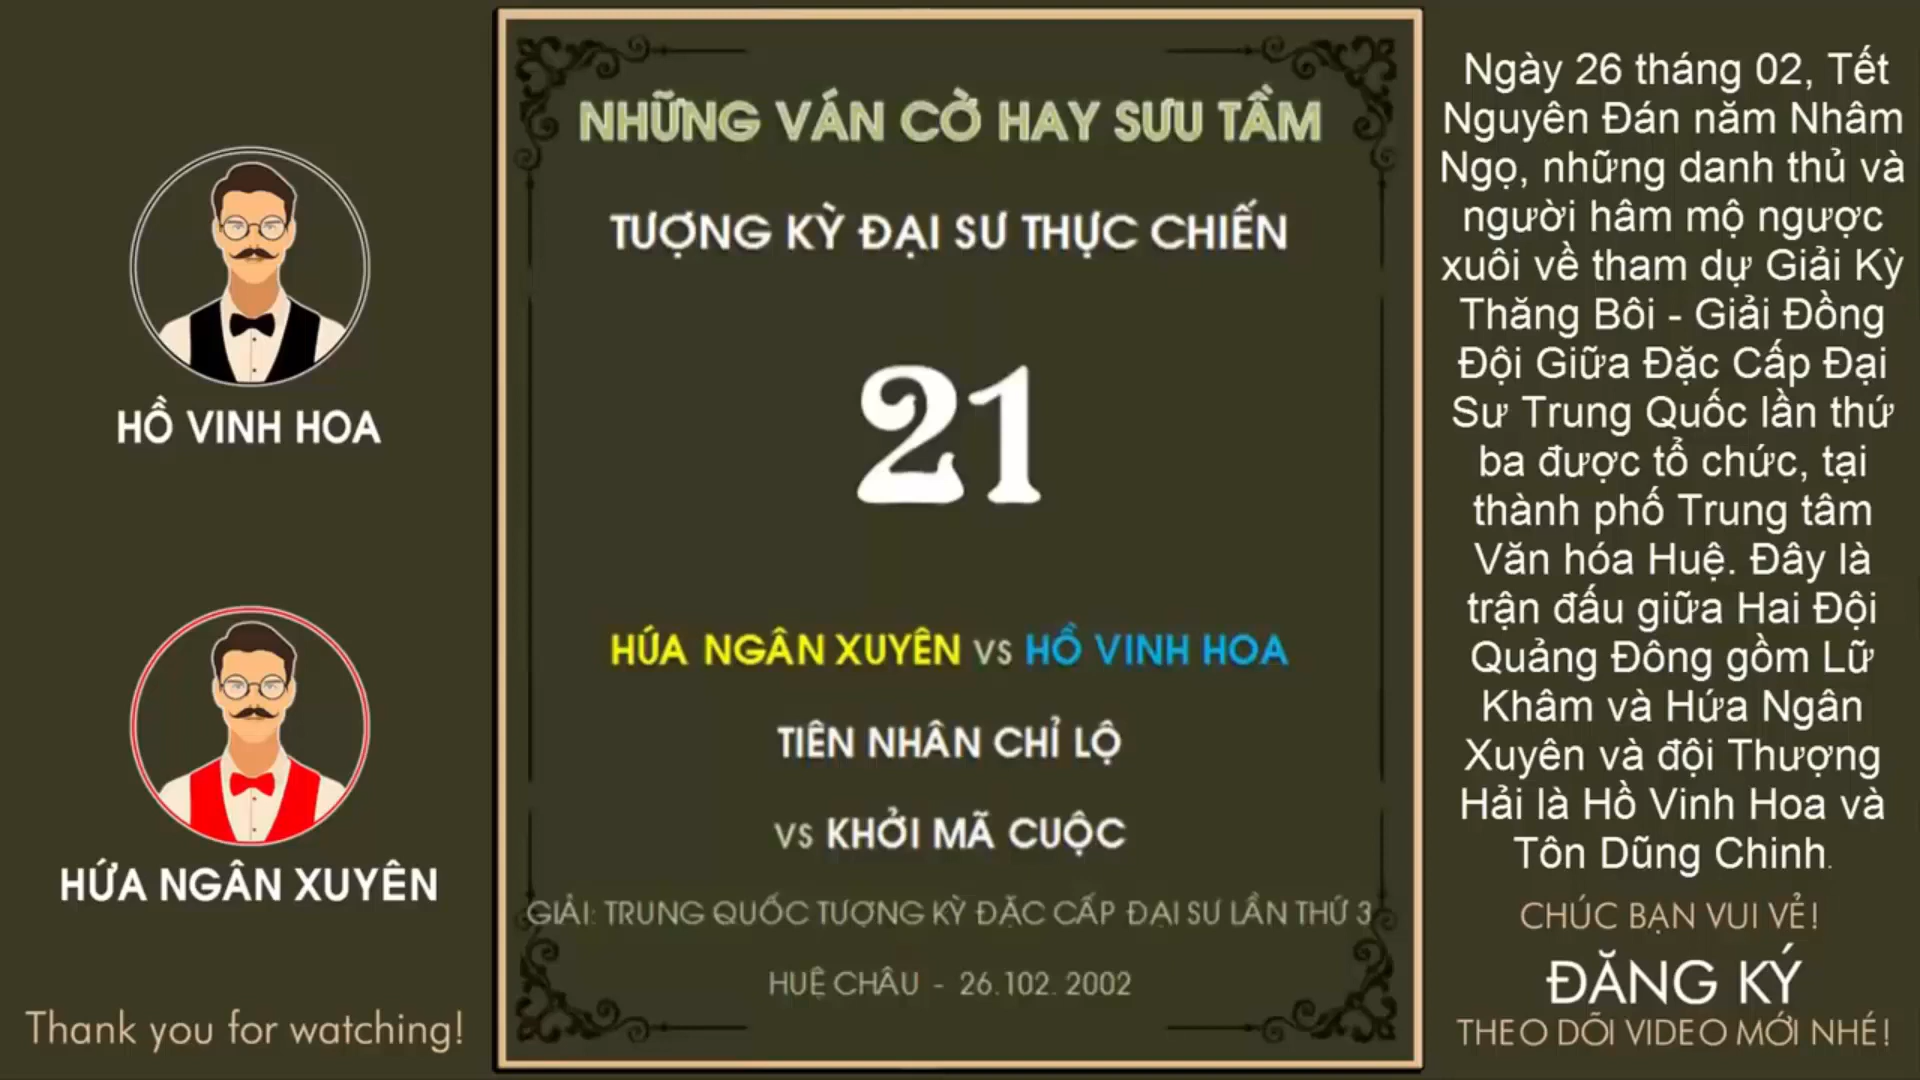 HỒ VINH HOA
HỨA NGÂN XUYÊN
Thank you for watching!
NHỮNG VÁN CỜ HAY SƯU TẦM
TƯỢNG KỲ ĐẠI SƯ THỰC CHIẾN
21
HÚA NGÂN XUYÊN VS HỒ VINH HOA
TIÊN NHÂN CHỈ LỘ
VS KHỞI MÃ CUỘC
GIẢI: TRUNG QUỐC TƯỢNG KỲ ĐẶC CẤP ĐẠI SƯ LẦN THỨ 3
HUỆ CHÂU - 26.102. 2002
Ngày 26 tháng 02, Tết
Nguyên Đán năm Nhâm
Ngọ, những danh thủ và
người hâm mộ ngược
xuôi về tham dự Giải Kỳ
Thăng Bôi - Giải Đồng
Đội Giữa Đặc Cấp Đại
Sư Trung Quốc lần thứ
ba được tổ chức, tại
thành phố Trung tâm
Văn hóa Huệ. Đây là
trận đấu giữa Hai Đội
Quảng Đông gồm Lữ
Khâm và Hứa Ngân
Xuyên và đội Thượng
Hải là Hồ Vinh Hoa và
Tôn Dũng Chinh.
CHÚC BẠN VUI VẺ!
ĐĂNG KÝ
THEO DÕI VIDEO MỚI NHÉ!